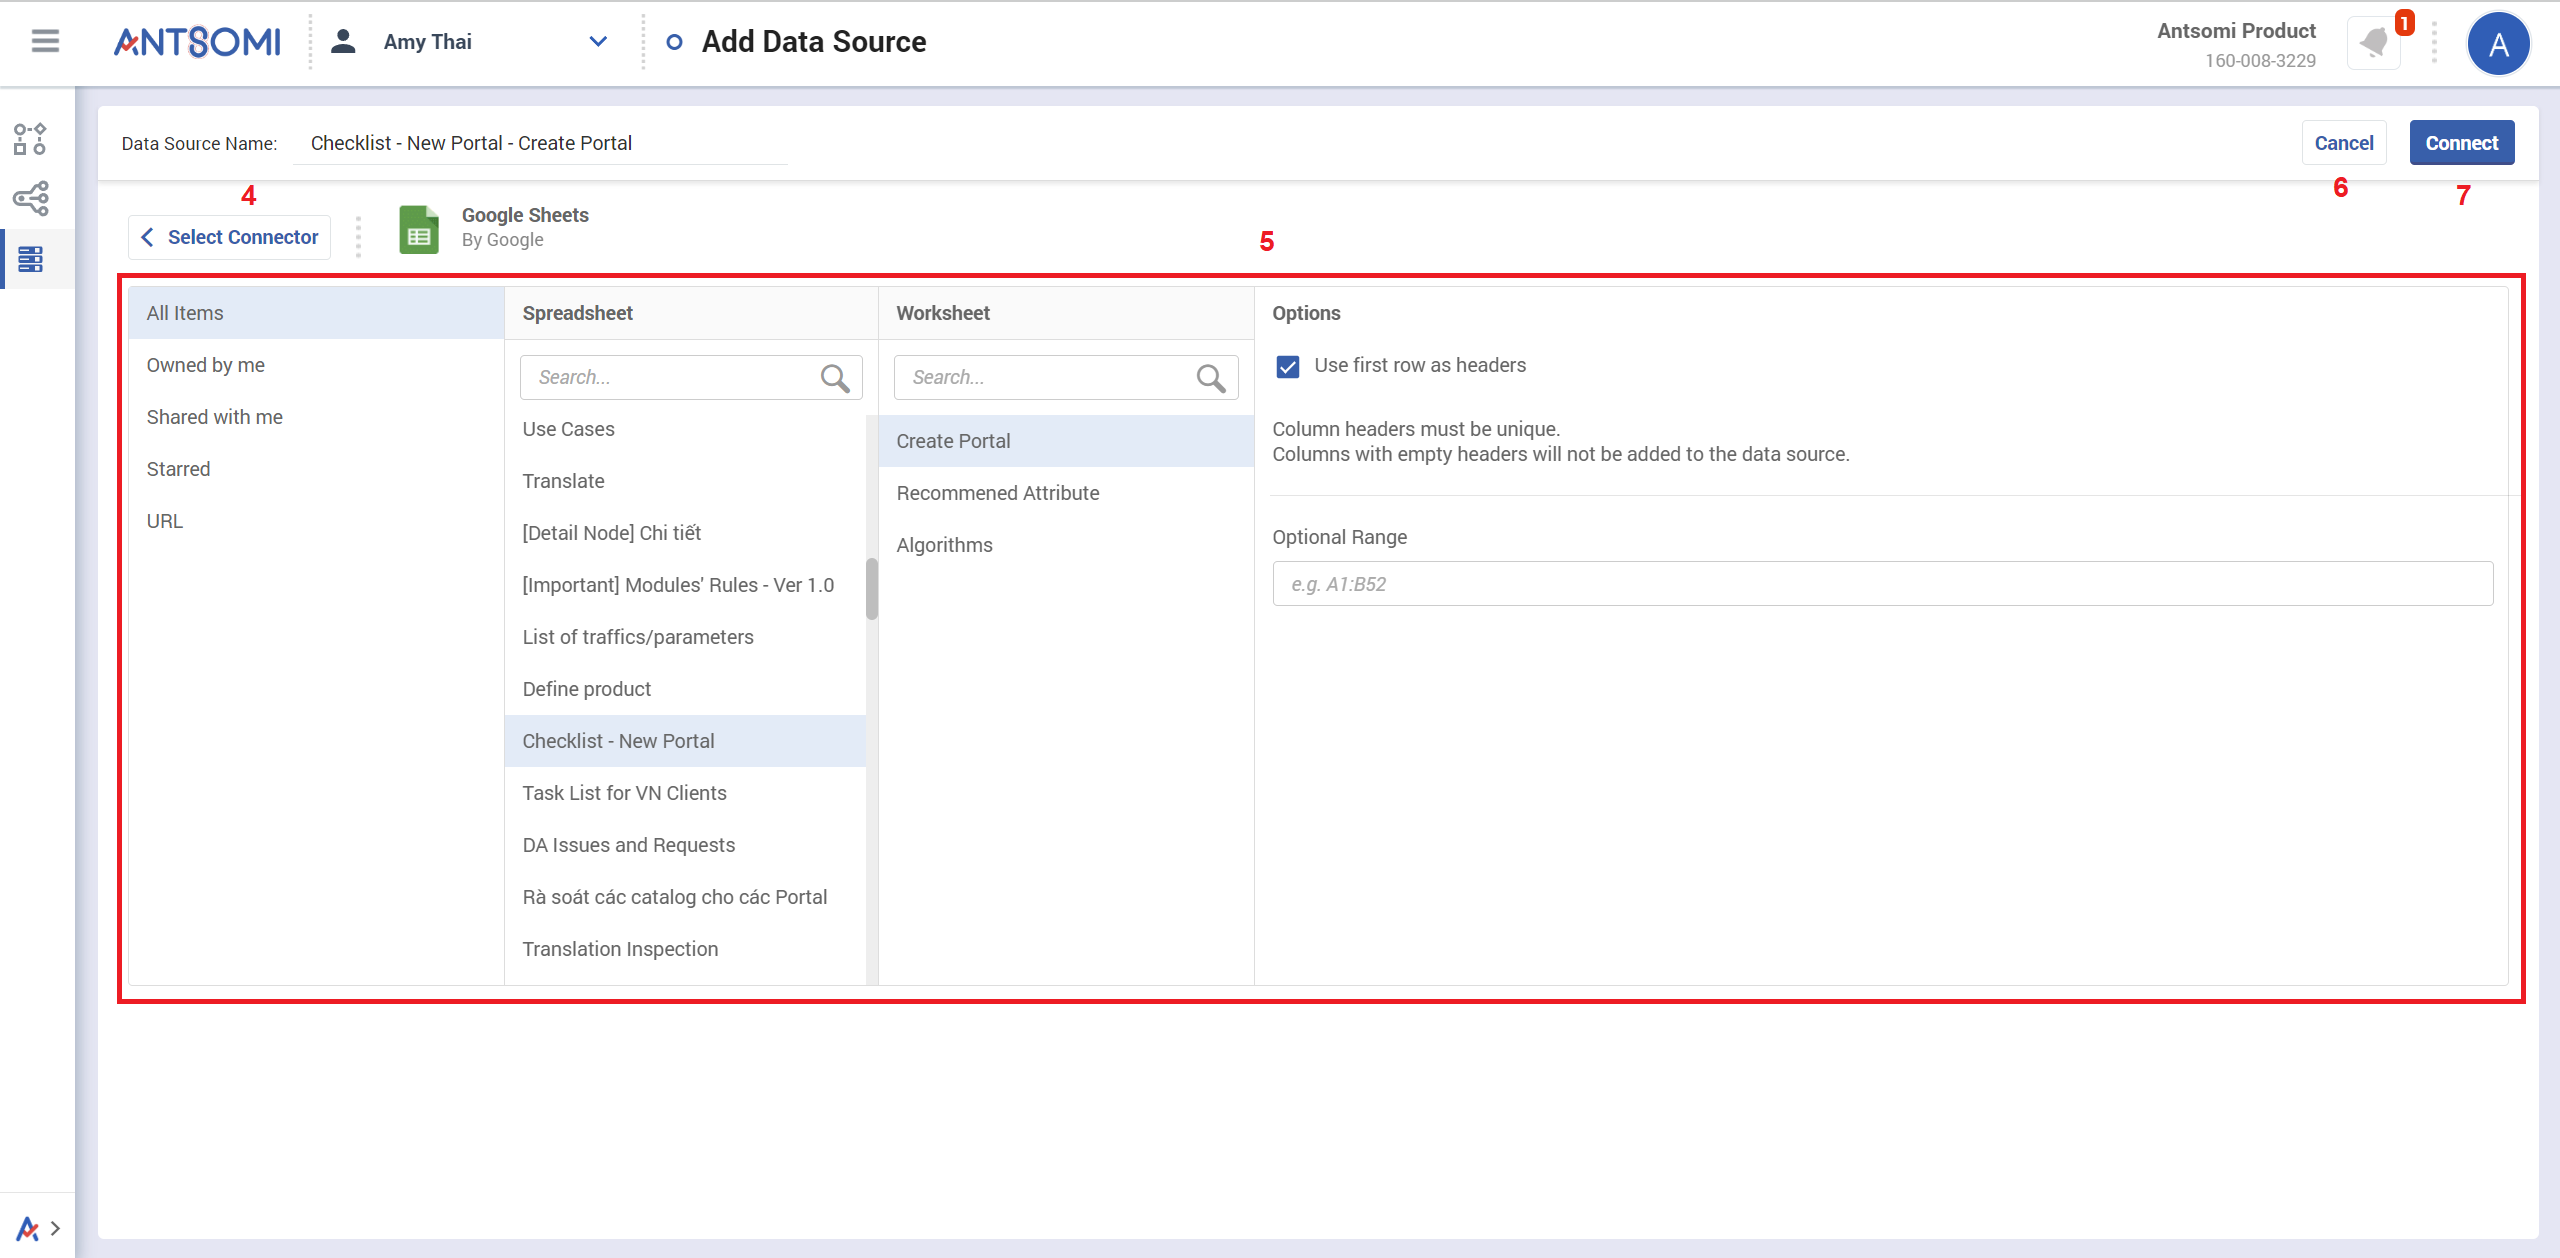 ANTSOMI
Amy Thai
Add Data Source
Antsomi Product
160-008-3229
1
A
Data Source Name:
Checklist - New Portal - Create Portal
Cancel
Connect
4
6
7
Select Connector
Google Sheets
By Google
5
All Items
Owned by me
Shared with me
Starred
URL
Spreadsheet
Search...
Use Cases
Translate
[Detail Node] Chi tiết
[Important] Modules' Rules - Ver 1.0
List of traffics/parameters
Define product
Checklist - New Portal
Task List for VN Clients
DA Issues and Requests
Rà soát các catalog cho các Portal
Translation Inspection
Worksheet
Search...
Create Portal
Recommened Attribute
Algorithms
Options
Use first row as headers
Column headers must be unique.
Columns with empty headers will not be added to the data source.
Optional Range
e.g. A1:B52